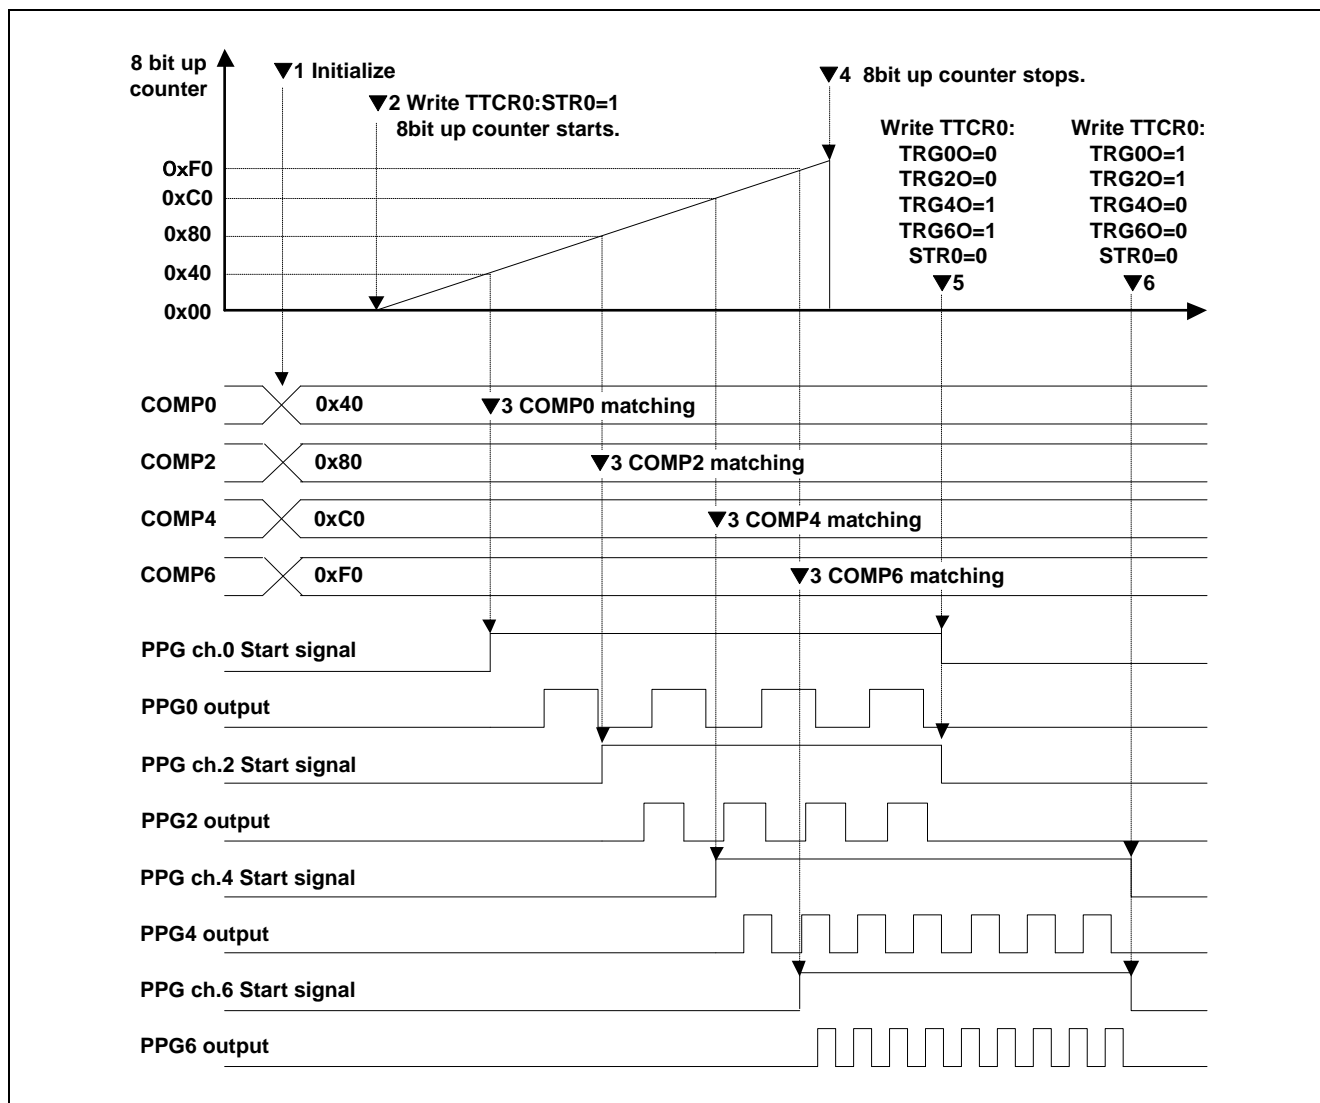 8 bit up
counter
▼1 Initialize
▼2 Write TTCR0:STR0=1
8bit up counter starts.
▼4 8bit up counter stops.
Write TTCR0:
TRG0O=0
TRG2O=0
TRG4O=1
TRG6O=1
STR0=0
▼5
Write TTCR0:
TRG0O=1
TRG2O=1
TRG4O=0
TRG6O=0
STR0=0
▼6
0xF0
0xC0
0x80
0x40
0x00
COMP0
0x40
▼3 COMP0 matching
COMP2
0x80
▼3 COMP2 matching
COMP4
0xC0
▼3 COMP4 matching
COMP6
0xF0
▼3 COMP6 matching
PPG ch.0 Start signal
PPG0 output
PPG ch.2 Start signal
PPG2 output
PPG ch.4 Start signal
PPG4 output
PPG ch.6 Start signal
PPG6 output